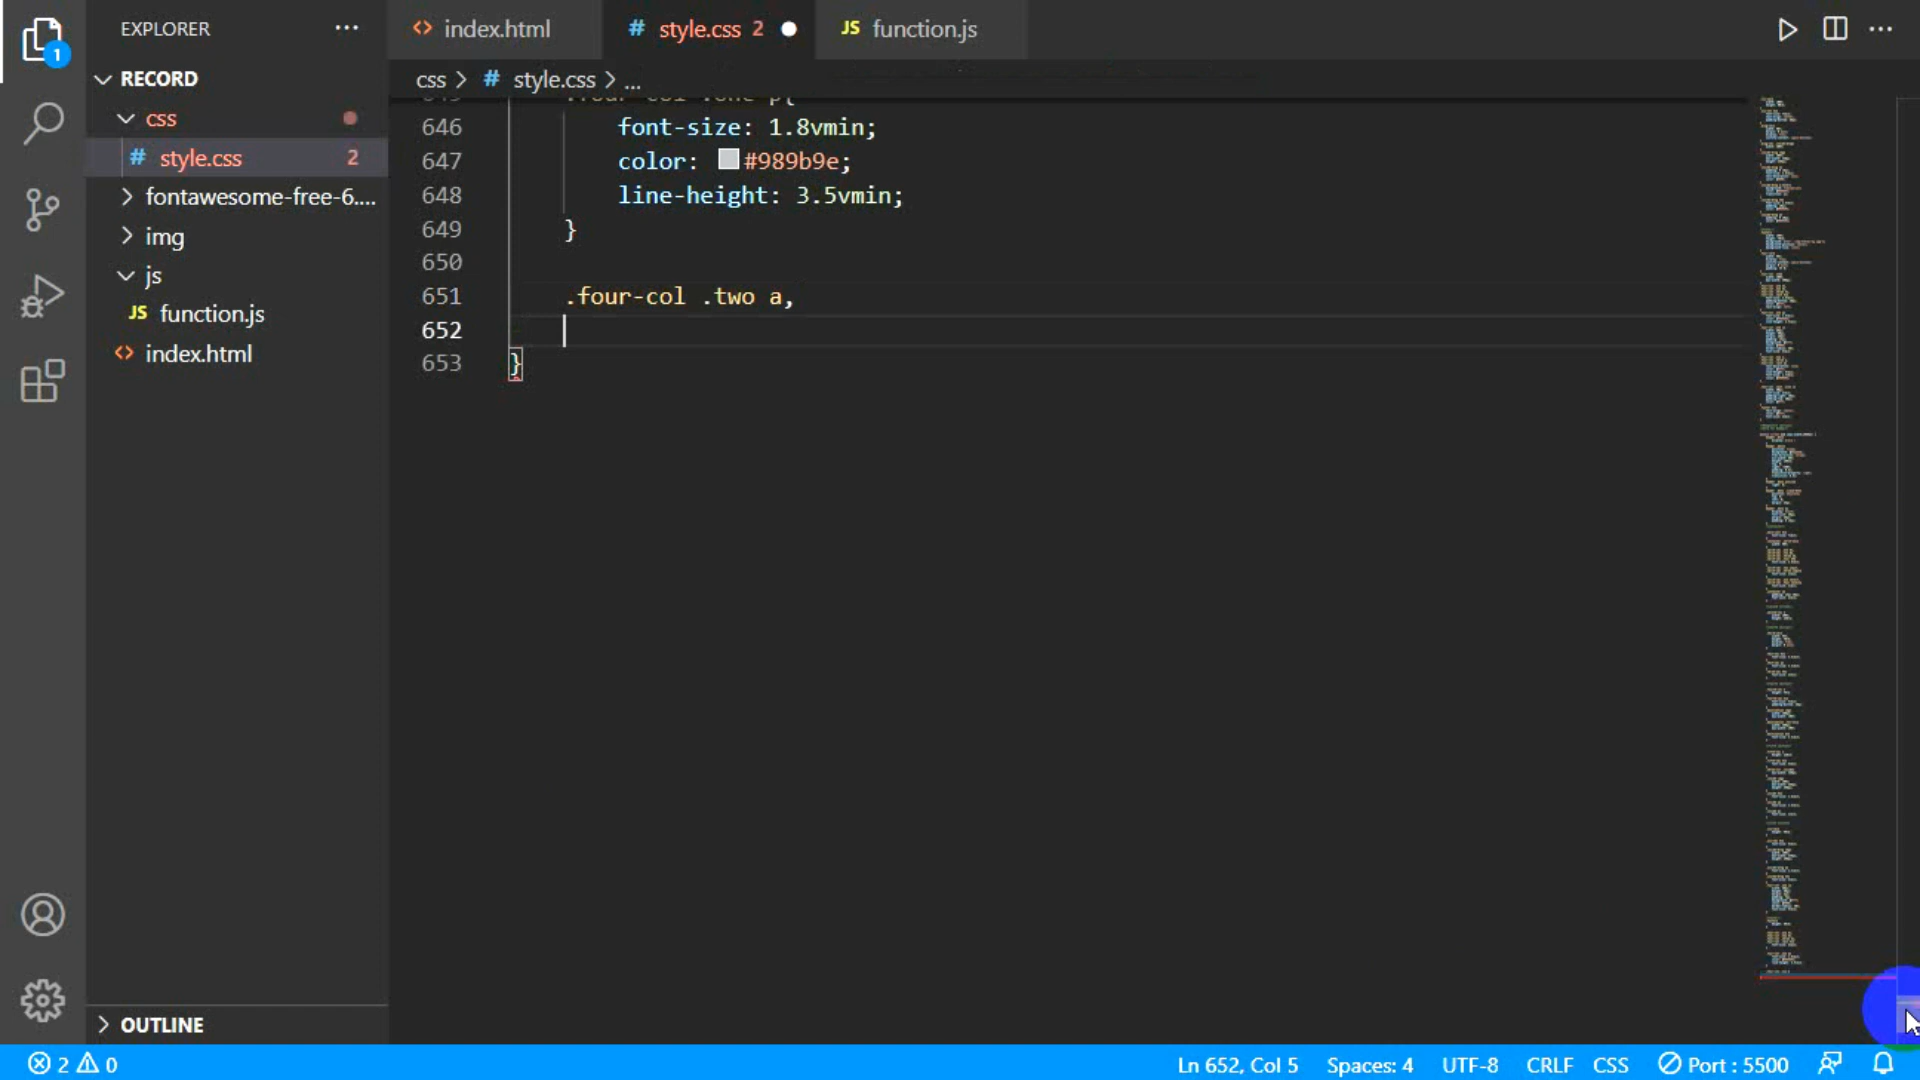 EXPLORER ...
index.html
# style.css 2
JS function.js
1
RECORD
css > # style.css > ...
css
# style.css 2
fontawesome-free-6....
img
js
JS function.js
index.html
646 font-size: 1.8vmin;
647 color: #989b9e;
648 line-height: 3.5vmin;
649 }
650
651 .four-col .two a,
652
653 }
OUTLINE
2 0 Ln 652, Col 5 Spaces: 4 UTF-8 CRLF CSS Port : 5500